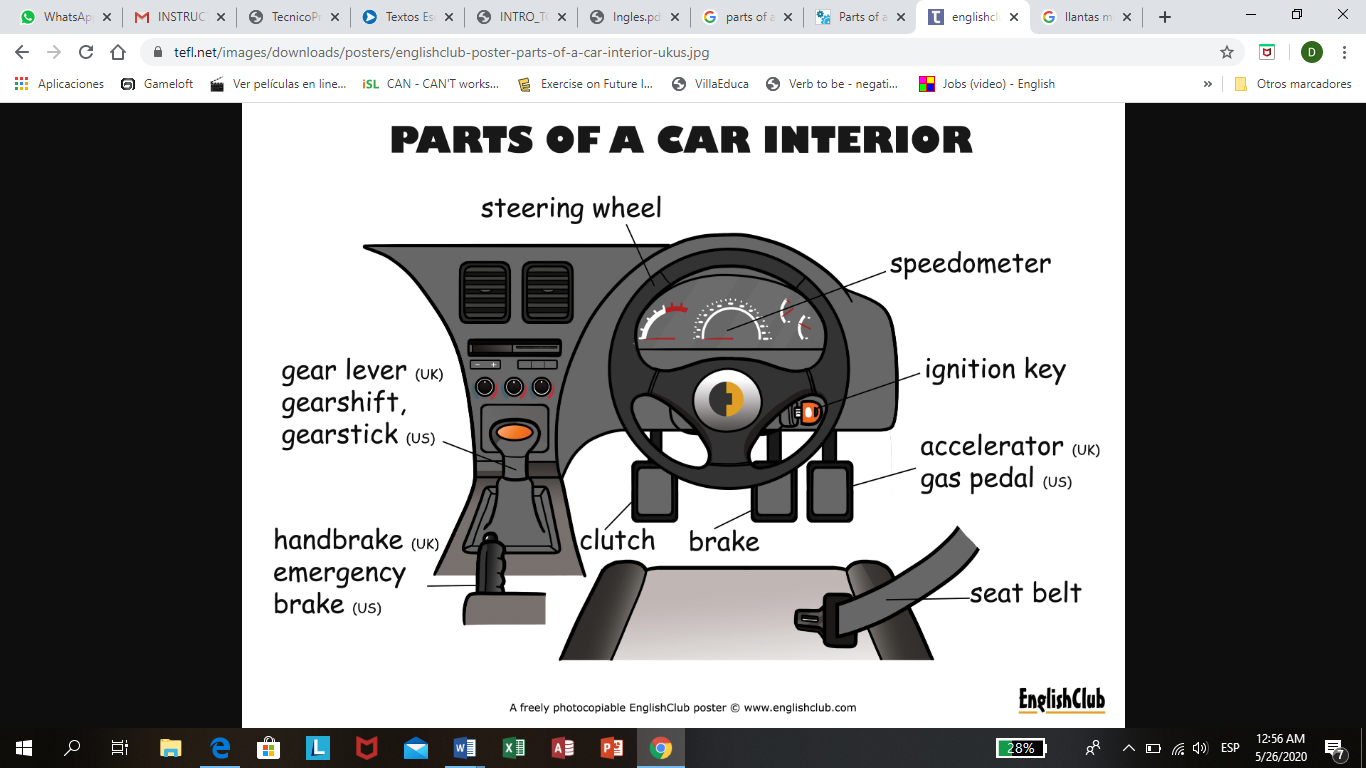 WhatsApp
INSTRUC
TecnicoPr
Textos Es
INTRO_T
Ingles.pd
parts of a
Parts of a
englishcl
llantas m
tefl.net/images/downloads/posters/englishclub-poster-parts-of-a-car-interior-ukus.jpg
D
Aplicaciones
Gameloft
Ver películas en line...
iSL CAN - CAN'T works...
Exercise on Future I...
VillaEduca
Verb to be - negati...
Jobs (video) - English
»
Otros marcadores
PARTS OF A CAR INTERIOR
steering wheel
speedometer
ignition key
gear lever (UK)
gearshift,
gearstick (US)
accelerator (UK)
gas pedal (US)
clutch
brake
handbrake (UK)
emergency
brake (US)
seat belt
EnglishClub
A freely photocopiable EnglishClub poster © www.englishclub.com
28%
ESP
12:56 AM
5/26/2020
7